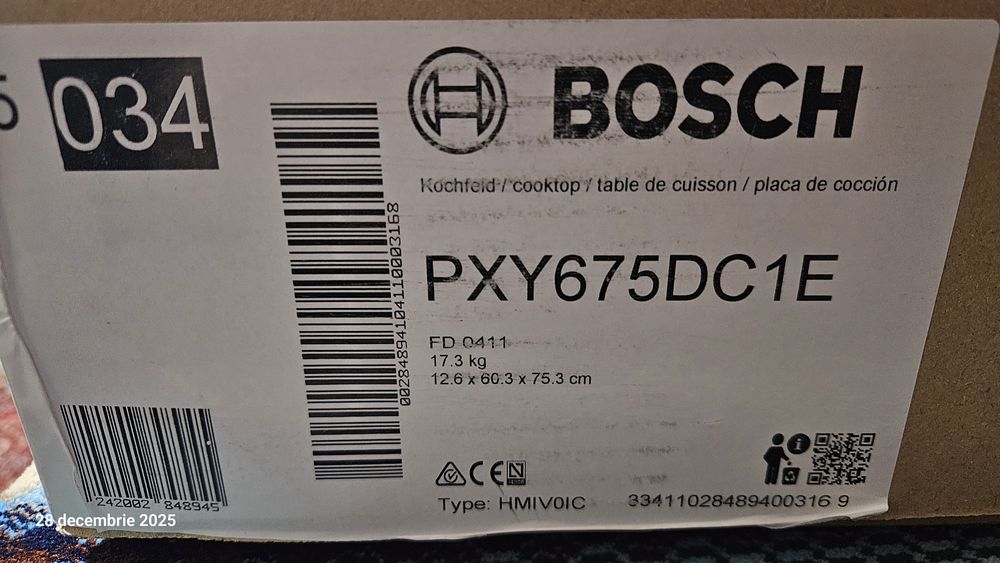 034
BOSCH
Kochfeld / cooktop / table de cuisson / placa de cocción
PXY675DC1E
FD 0411
17.3 kg
12.6 x 60.3 x 75.3 cm
002848941041100003168
242002 848945
Type: HMIV0IC
33411028489400316 9
28 decembrie 2025